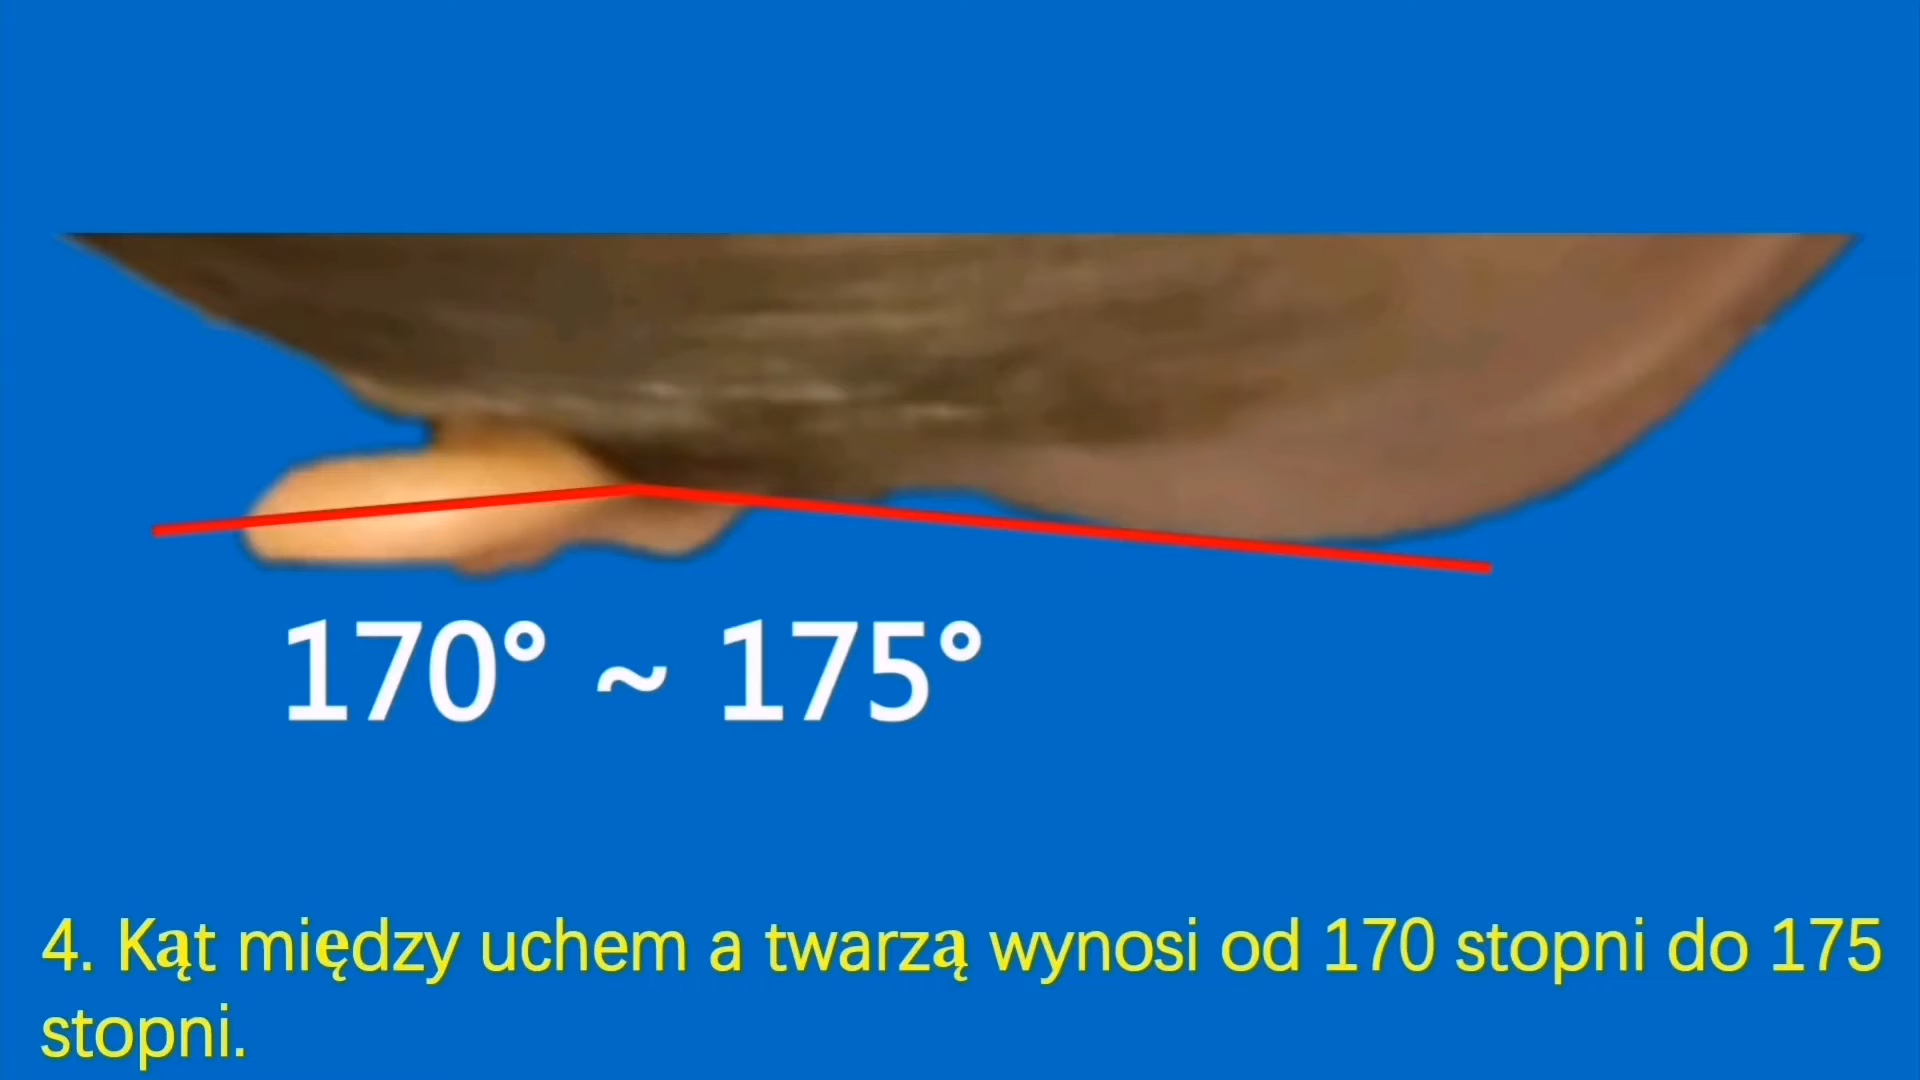 170° ~ 175°
4. Kąt między uchem a twarzą wynosi od 170 stopni do 175
stopni.